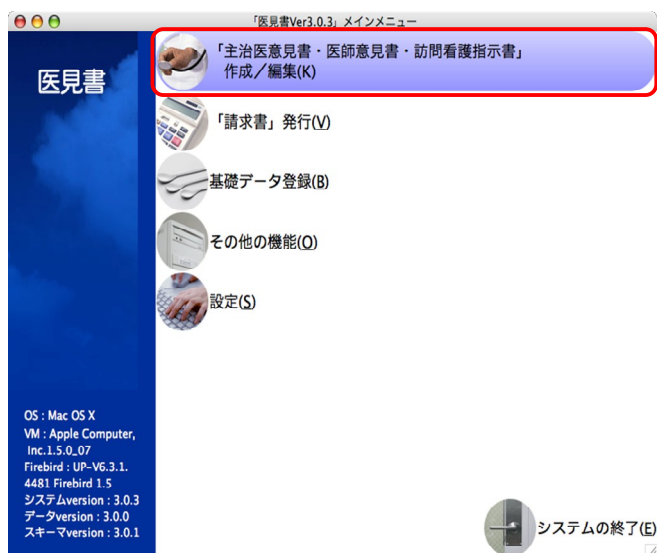 「医見書Ver3.0.3」メインメニュー
医見書
「主治医意見書・医師意見書・訪問看護指示書」
作成／編集(K)
「請求書」発行(V)
基礎データ登録(B)
その他の機能(O)
設定(S)
OS : Mac OS X
VM : Apple Computer,
Inc.1.5.0_07
Firebird : UP-V6.3.1.
4481 Firebird 1.5
システムversion : 3.0.3
データversion : 3.0.0
スキーマversion : 3.0.1
システムの終了(E)